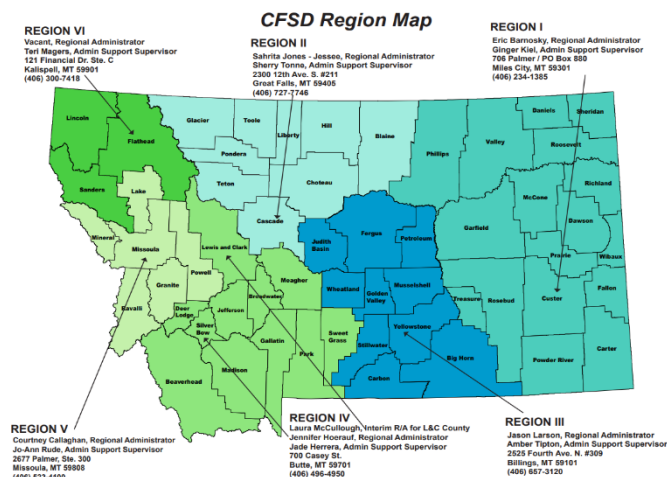 CFSD Region Map
REGION VI
Vacant, Regional Administrator
Teri Magers, Admin Support Supervisor
121 Financial Dr. Ste. C
Kalispell, MT 59901
(406) 300-7418
REGION II
Sahrita Jones - Jessee, Regional Administrator
Sherry Tonne, Admin Support Supervisor
2300 12th Ave. S. #211
Great Falls, MT 59405
(406) 727-7746
REGION I
Eric Barnosky, Regional Administrator
Ginger Kiel, Admin Support Supervisor
706 Palmer / PO Box 880
Miles City, MT 59301
(406) 234-1385
Lincoln
Flathead
Sanders
Lake
Mineral
Missoula
Powell
Granite
Ravalli
Deer
Lodge
Glacier
Toole
Liberty
Hill
Blaine
Pondera
Teton
Choteau
Cascade
Lewis and Clark
Phillips
Valley
Daniels
Sheridan
Roosevelt
Richland
McCone
Garfield
Dawson
Prairie
Wibaux
Fallen
Custer
Treasure
Rosebud
Powder River
Carter
Judith
Basin
Fergus
Petroleum
Wheatland
Golden
Valley
Musselchell
Stillwater
Yellowstone
Carbon
Big Horn
Meagher
Broadwater
Jefferson
Silver
Bow
Gallatin
Park
Sweet
Grass
Madison
Beaverhead
REGION V
Courtney Callaghan, Regional Administrator
Jo-Ann Rude, Admin Support Supervisor
2677 Palmer, Ste. 300
Missoula, MT 59808
REGION IV
Laura McCullough, Interim R/A for L&C County
Jennifer Hoerauf, Regional Administrator
Jade Herrera, Admin Support Supervisor
700 Casey St.
Butte, MT 59701
(406) 496-4950
REGION III
Jason Larson, Regional Administrator
Amber Tipton, Admin Support Supervisor
2525 Fourth Ave. N. #309
Billings, MT 59101
(406) 657-3120